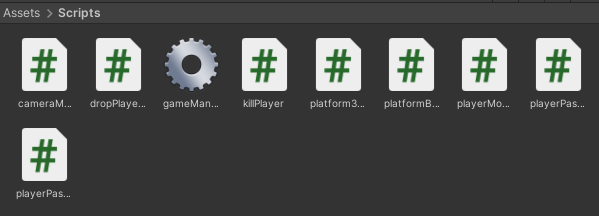 Assets > Scripts
cameraM... dropPlaye... gameMan... killPlayer platform3... platformB... playerMo... playerPas...
playerPas...